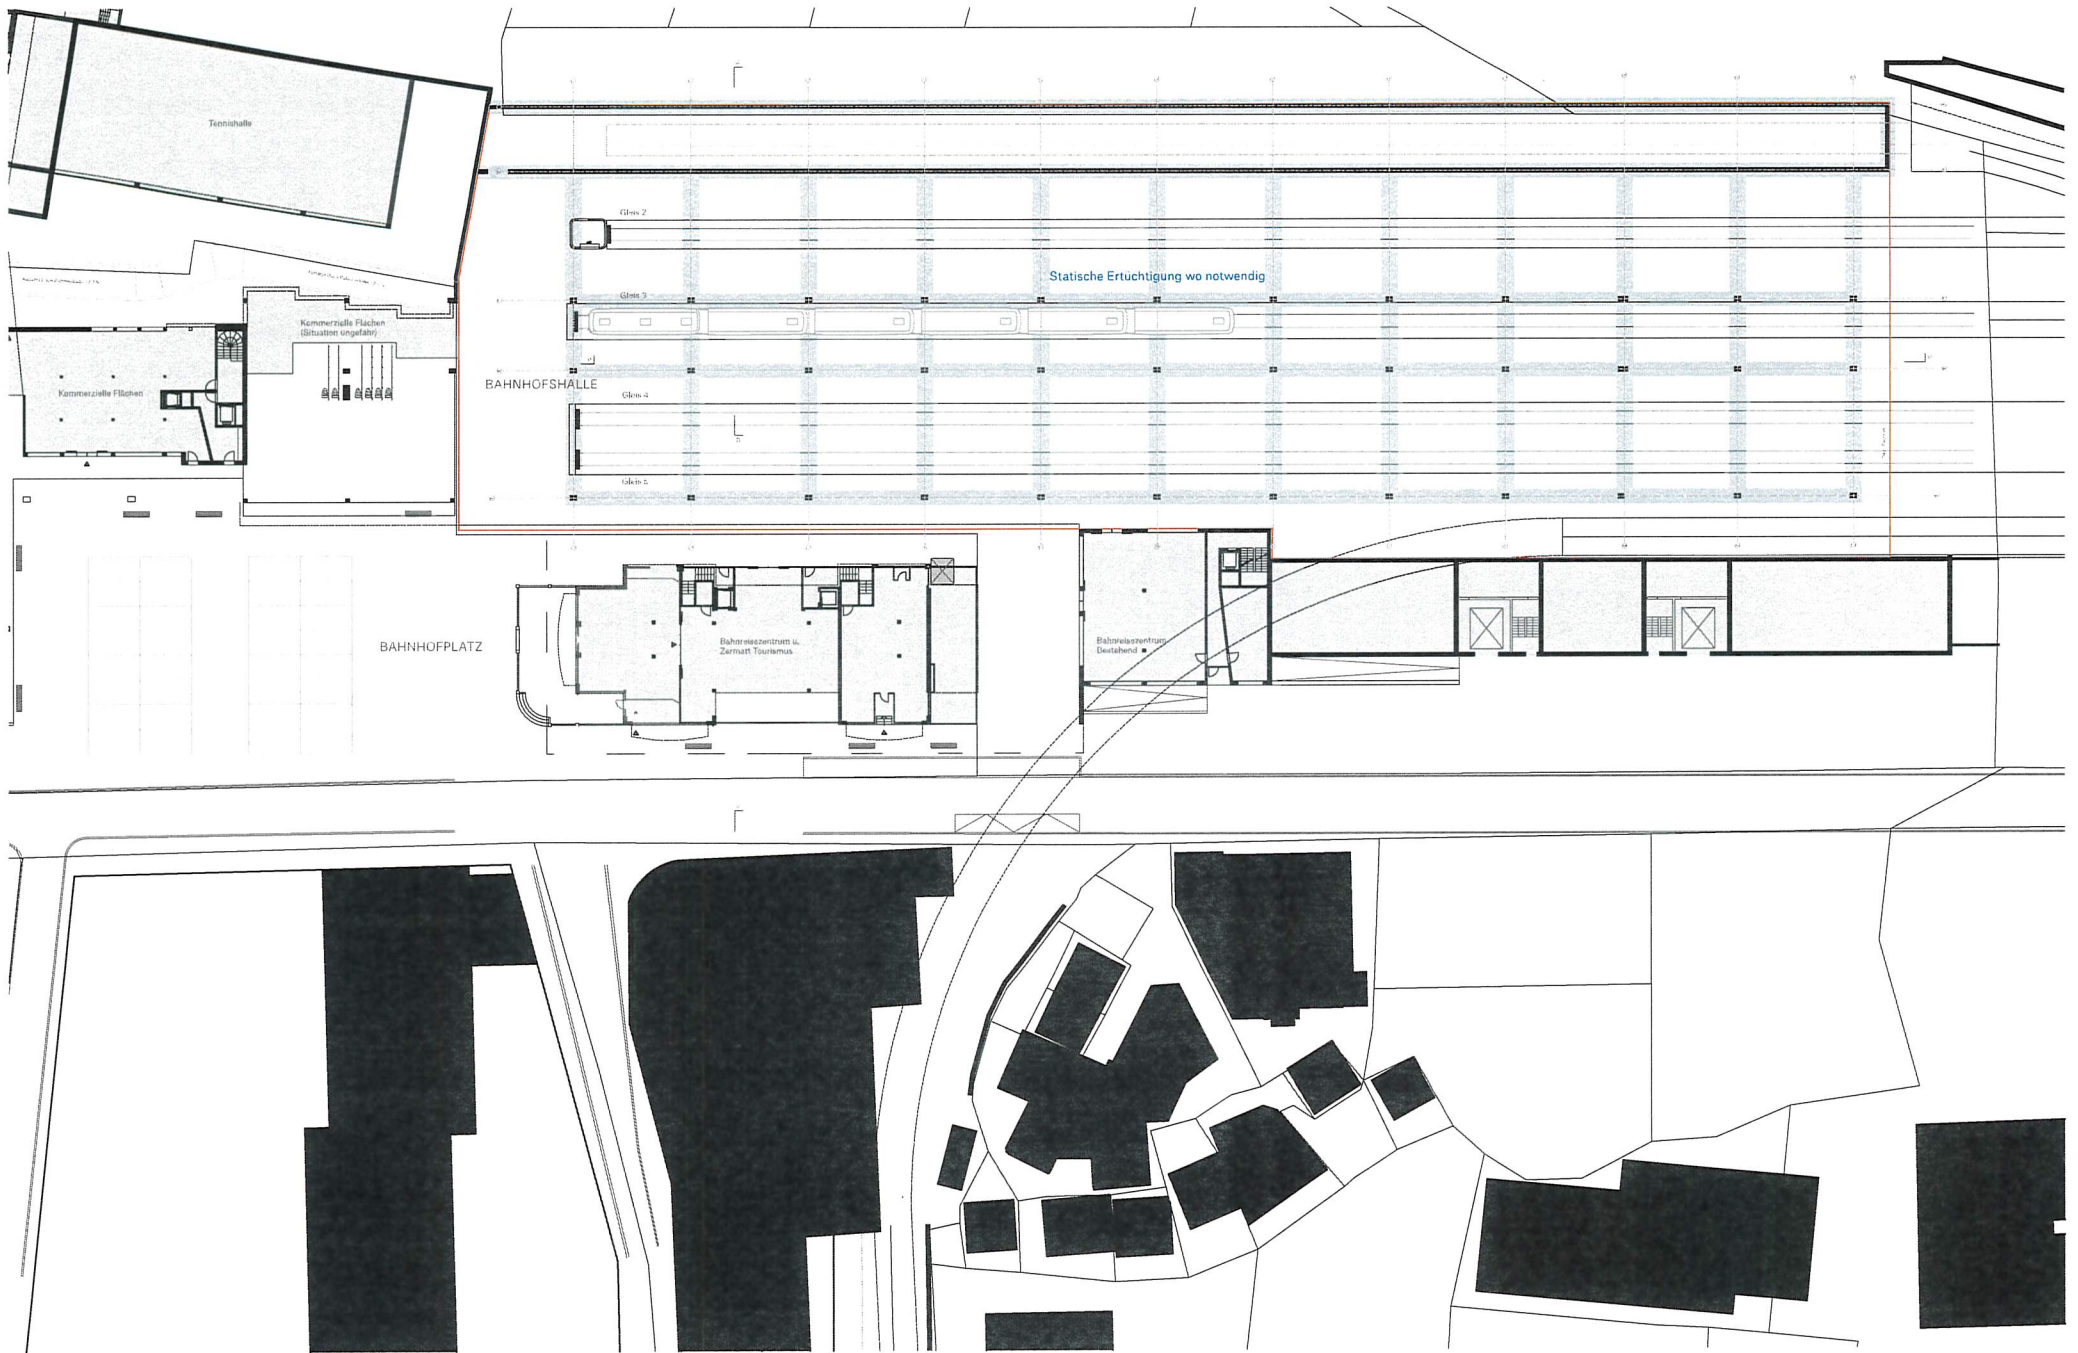 Tennishalle
Gleis 2
Statische Ertüchtigung wo notwendig
Gleis 3
Kommerzielle Flächen
(Situation ungefähr)
BAHNHOFSHALLE
Kommerzielle Flächen
Gleis 4
Gleis 5
BAHNHOFPLATZ
Bahnreisezentrum u.
Zermatt Tourismus
Bahnreisezentrum
Bestehend